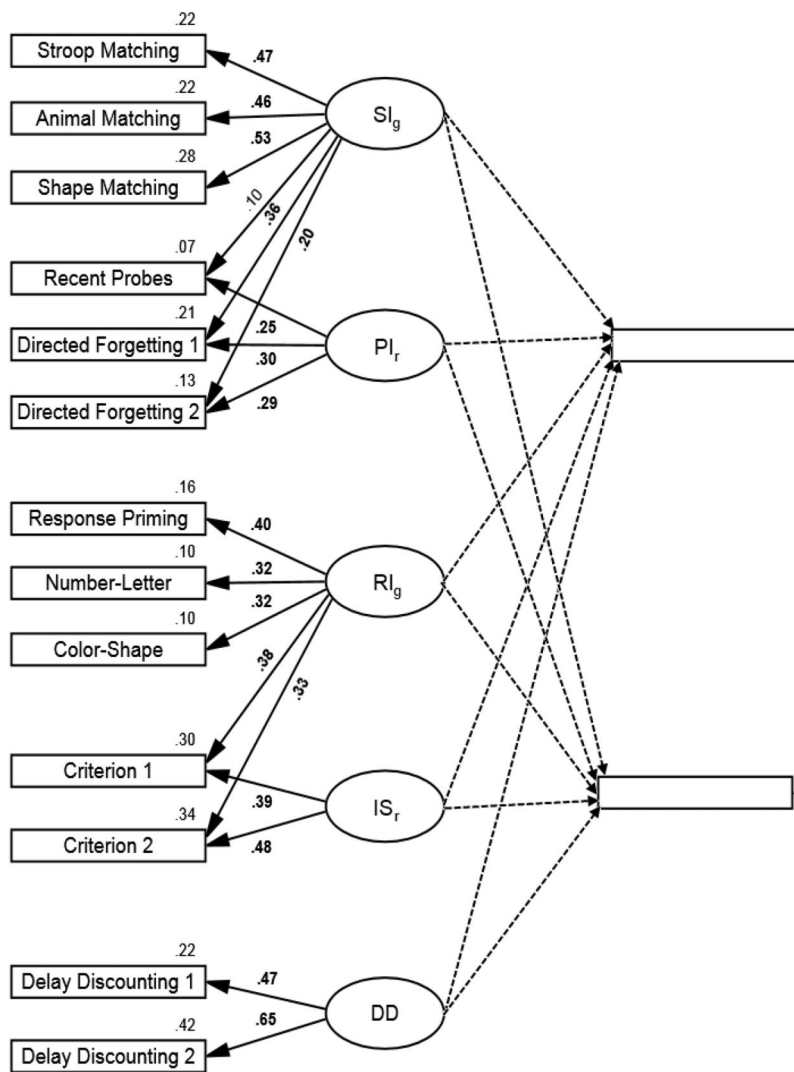 .22
Stroop Matching
.47
.22
Animal Matching
.46
SIg
.53
.28
Shape Matching
.10
.36
.20
.07
Recent Probes
.21
.25
Directed Forgetting 1
PIr
.30
.13
Directed Forgetting 2
.29
.16
Response Priming
.40
.10
Number-Letter
.32
RIg
.32
.10
Color-Shape
.38
.33
.30
Criterion 1
.39
ISr
.34
Criterion 2
.48
.22
Delay Discounting 1
.47
DD
.65
.42
Delay Discounting 2